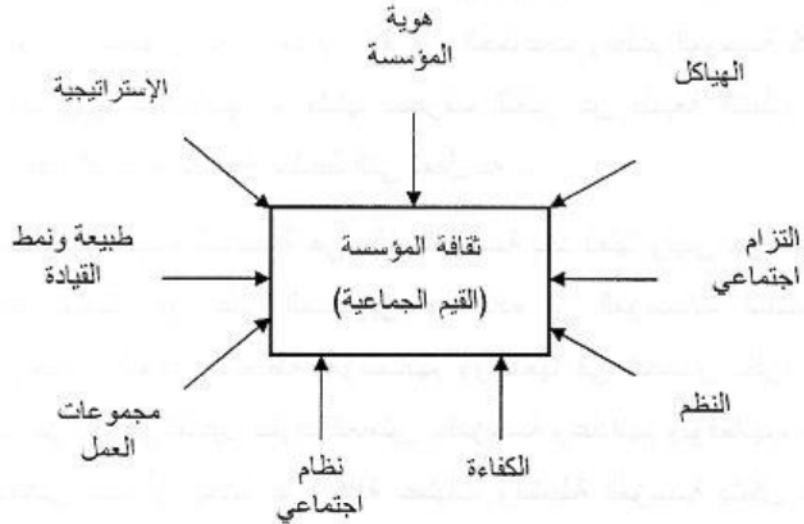 هوية
المؤسسة
الهياكل
الإستراتيجية
التزام
اجتماعي
ثقافة المؤسسة
(القيم الجماعية)
طبيعة ونمط
القيادة
النظم
مجموعات
العمل
الكفاءة
نظام
اجتماعي